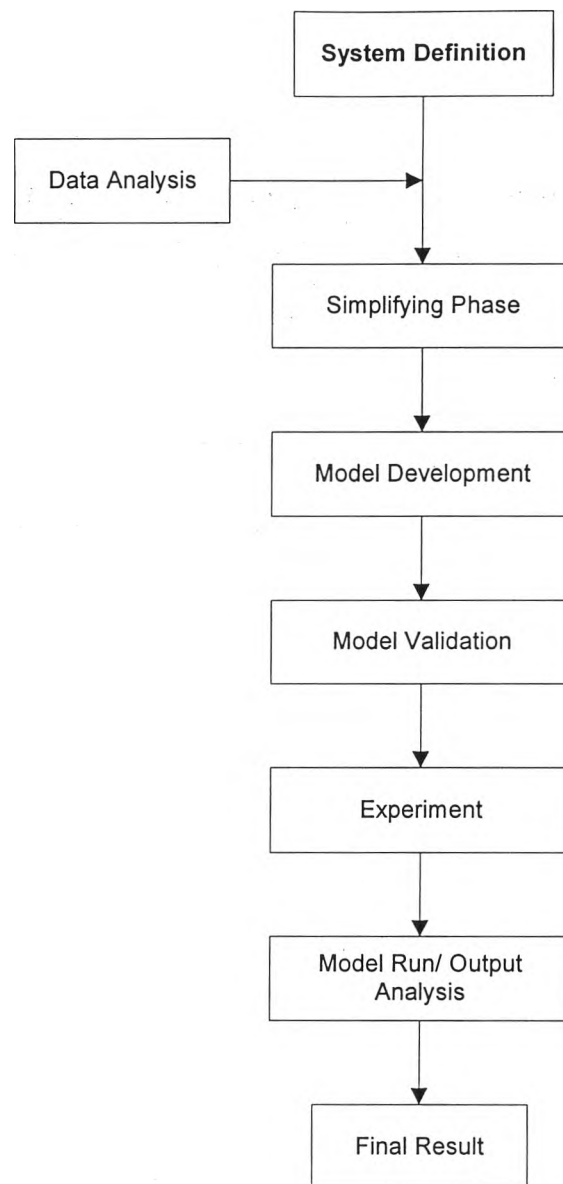 System Definition
Data Analysis
Simplifying Phase
Model Development
Model Validation
Experiment
Model Run/ Output
Analysis
Final Result